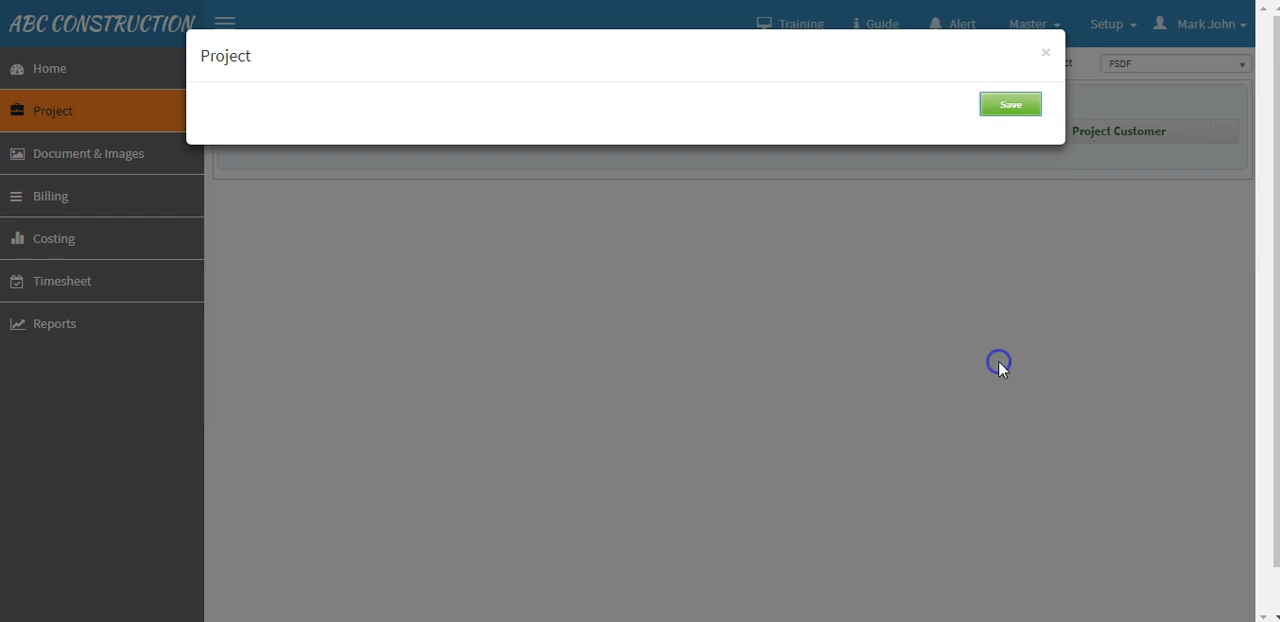 ABC CONSTRUCTION
Training
Guide
Alert
Master
Setup
Mark John
Project
×
ct
FSDF
Save
Project Customer
Home
Project
Document & Images
Billing
Costing
Timesheet
Reports